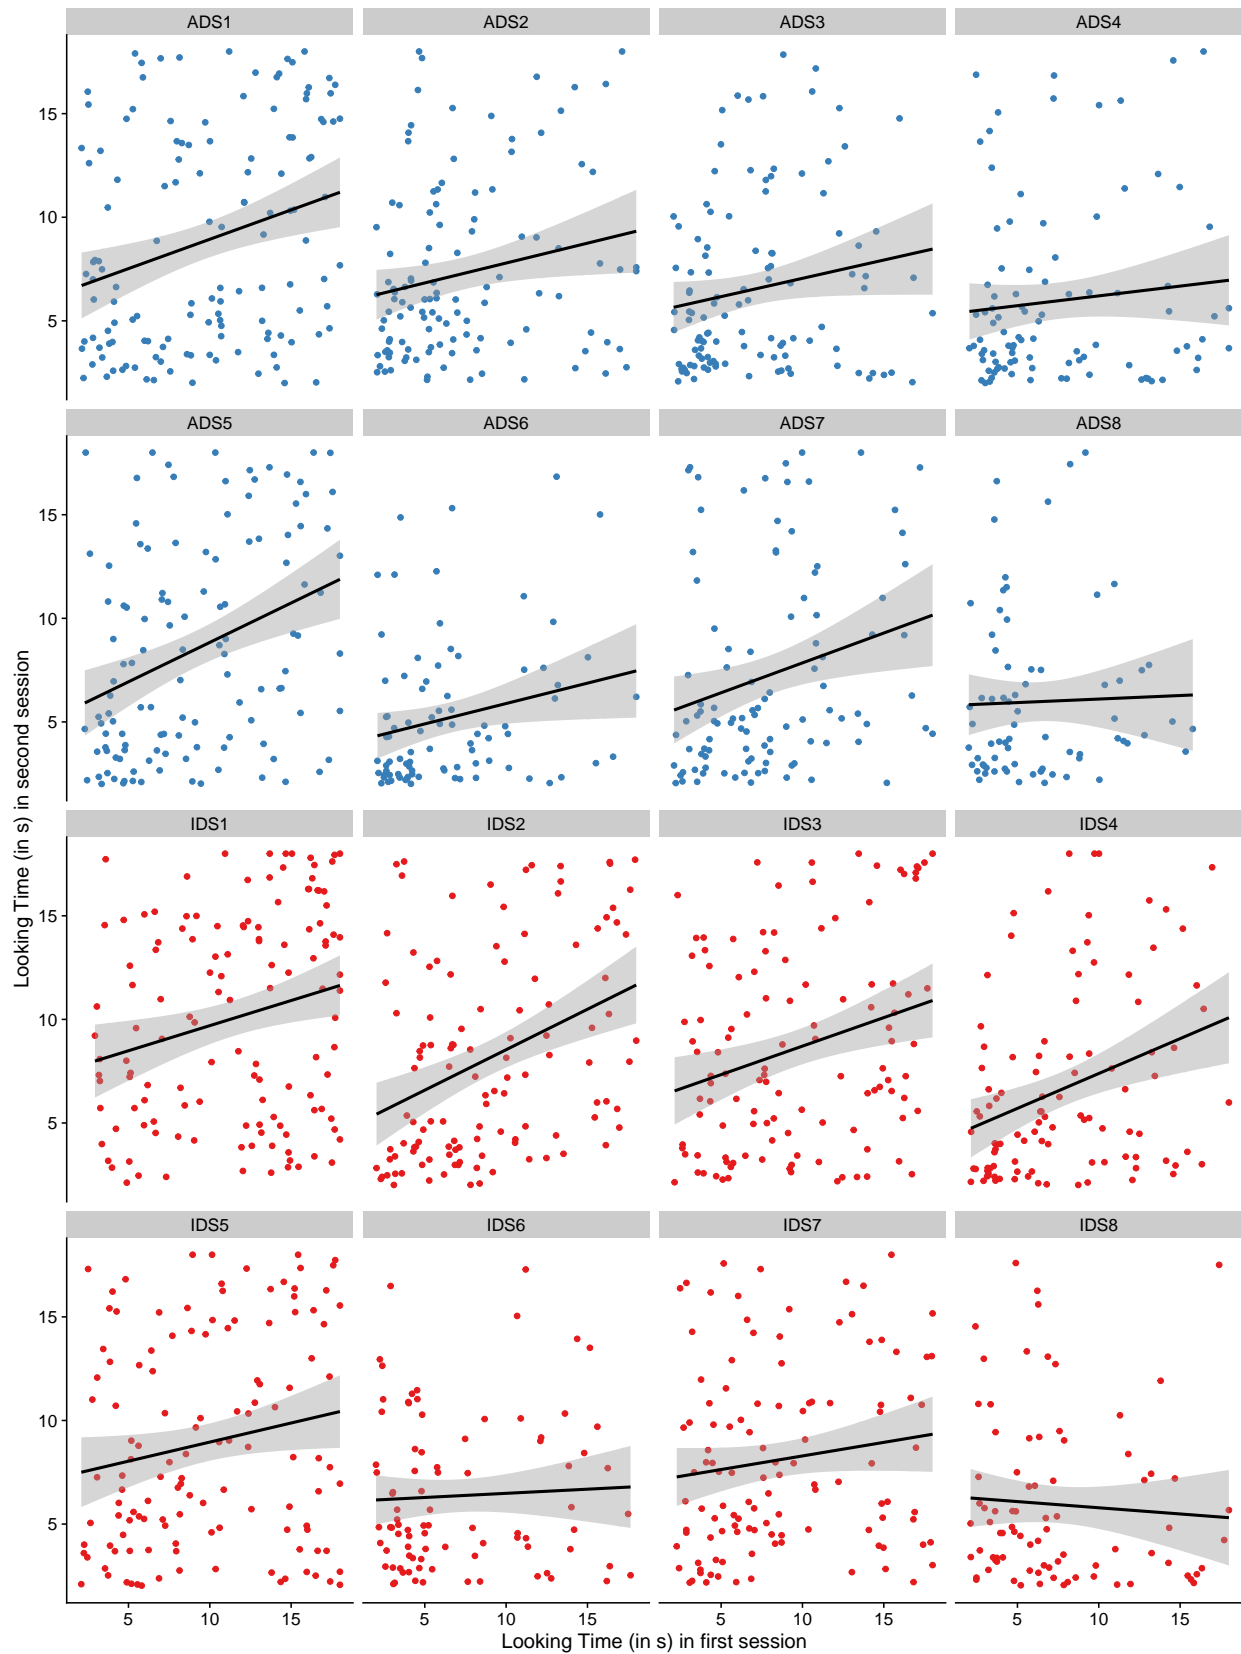 ADS1 ADS2 ADS3 ADS4
15
10
5
ADS5 ADS6 ADS7 ADS8
15
10
5
Looking Time (in s) in second session
IDS1 IDS2 IDS3 IDS4
15
10
5
IDS5 IDS6 IDS7 IDS8
15
10
5
5 10 15 5 10 15 5 10 15 5 10 15
Looking Time (in s) in first session